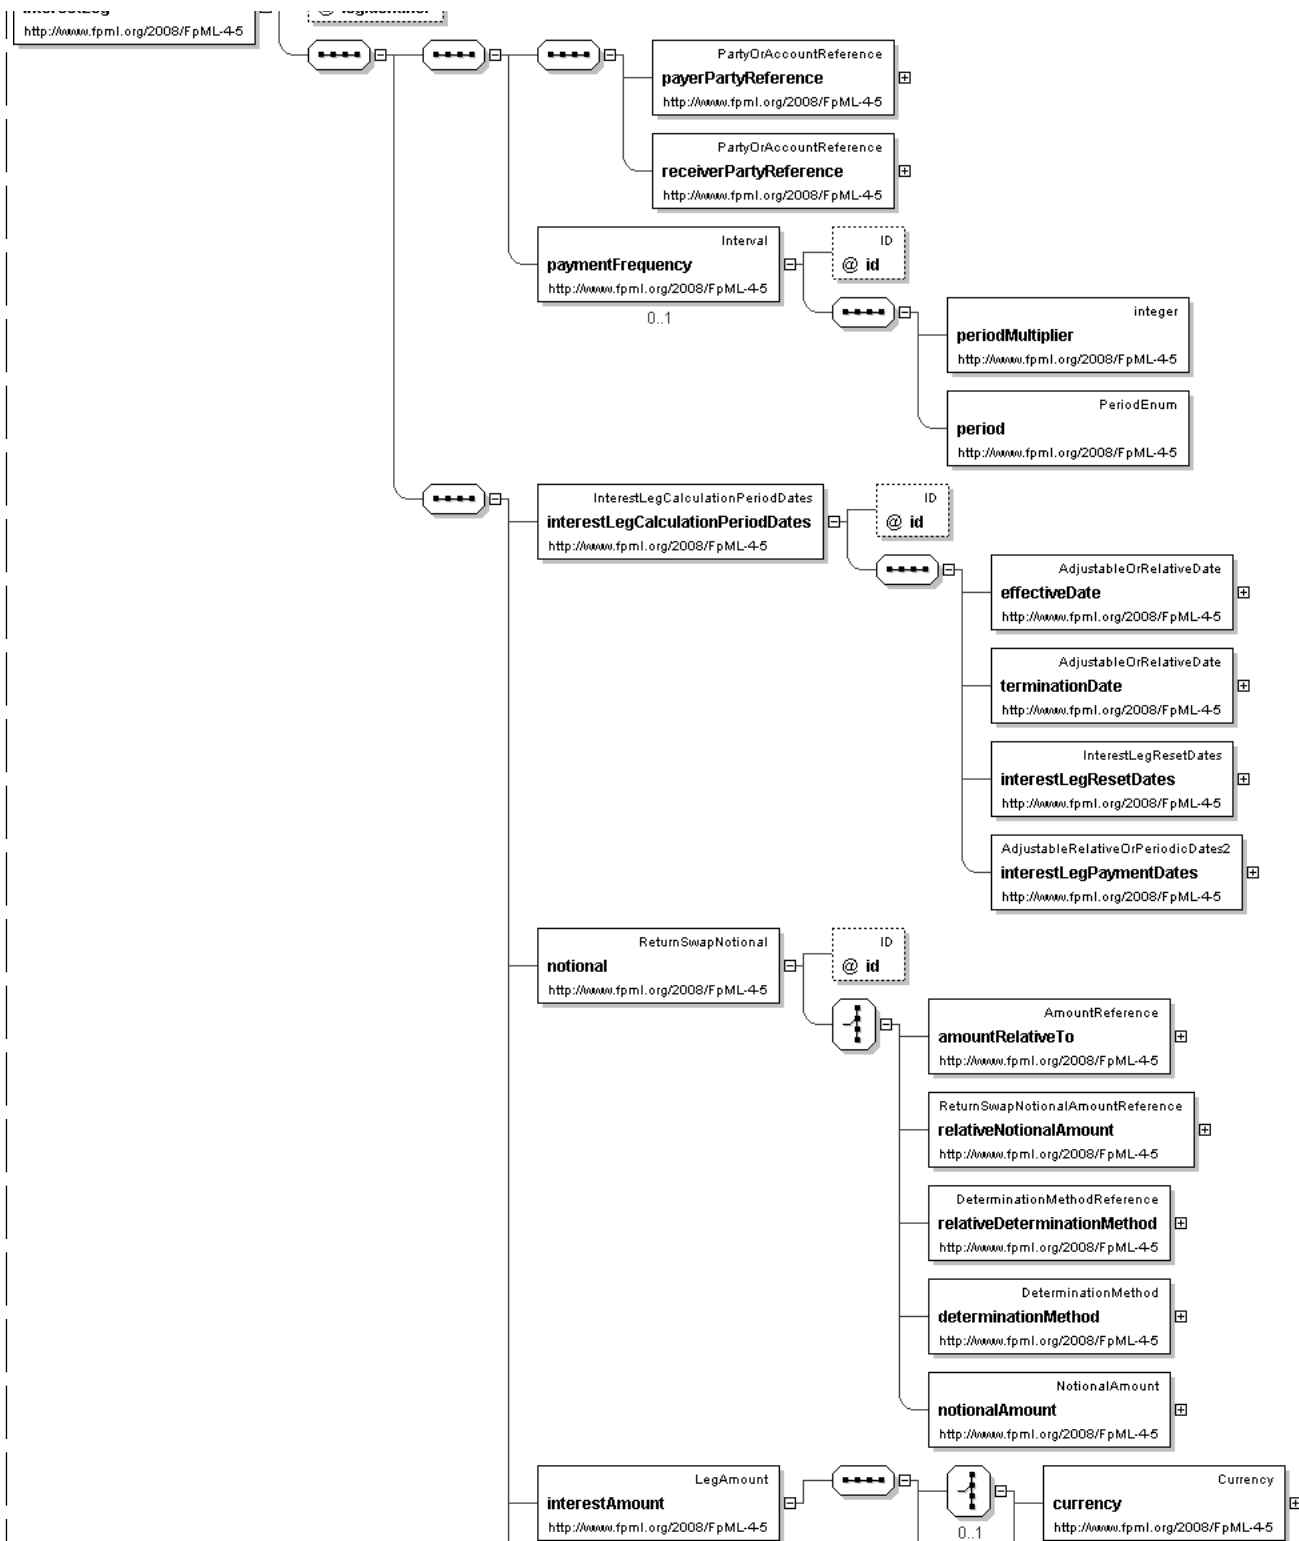 http://www.fpml.org/2008/FpML-4-5
PartyOrAccountReference
payerPartyReference
http://www.fpml.org/2008/FpML-4-5
PartyOrAccountReference
receiverPartyReference
http://www.fpml.org/2008/FpML-4-5
Interval
paymentFrequency
http://www.fpml.org/2008/FpML-4-5
0..1
ID
@ id
integer
periodMultiplier
http://www.fpml.org/2008/FpML-4-5
PeriodEnum
period
http://www.fpml.org/2008/FpML-4-5
InterestLegCalculationPeriodDates
interestLegCalculationPeriodDates
http://www.fpml.org/2008/FpML-4-5
ID
@ id
AdjustableOrRelativeDate
effectiveDate
http://www.fpml.org/2008/FpML-4-5
AdjustableOrRelativeDate
terminationDate
http://www.fpml.org/2008/FpML-4-5
InterestLegResetDates
interestLegResetDates
http://www.fpml.org/2008/FpML-4-5
AdjustableRelativeOrPeriodicDates2
interestLegPaymentDates
http://www.fpml.org/2008/FpML-4-5
ReturnSwapNotional
notional
http://www.fpml.org/2008/FpML-4-5
ID
@ id
AmountReference
amountRelativeTo
http://www.fpml.org/2008/FpML-4-5
ReturnSwapNotionalAmountReference
relativeNotionalAmount
http://www.fpml.org/2008/FpML-4-5
DeterminationMethodReference
relativeDeterminationMethod
http://www.fpml.org/2008/FpML-4-5
DeterminationMethod
determinationMethod
http://www.fpml.org/2008/FpML-4-5
NotionalAmount
notionalAmount
http://www.fpml.org/2008/FpML-4-5
LegAmount
interestAmount
http://www.fpml.org/2008/FpML-4-5
0..1
Currency
currency
http://www.fpml.org/2008/FpML-4-5